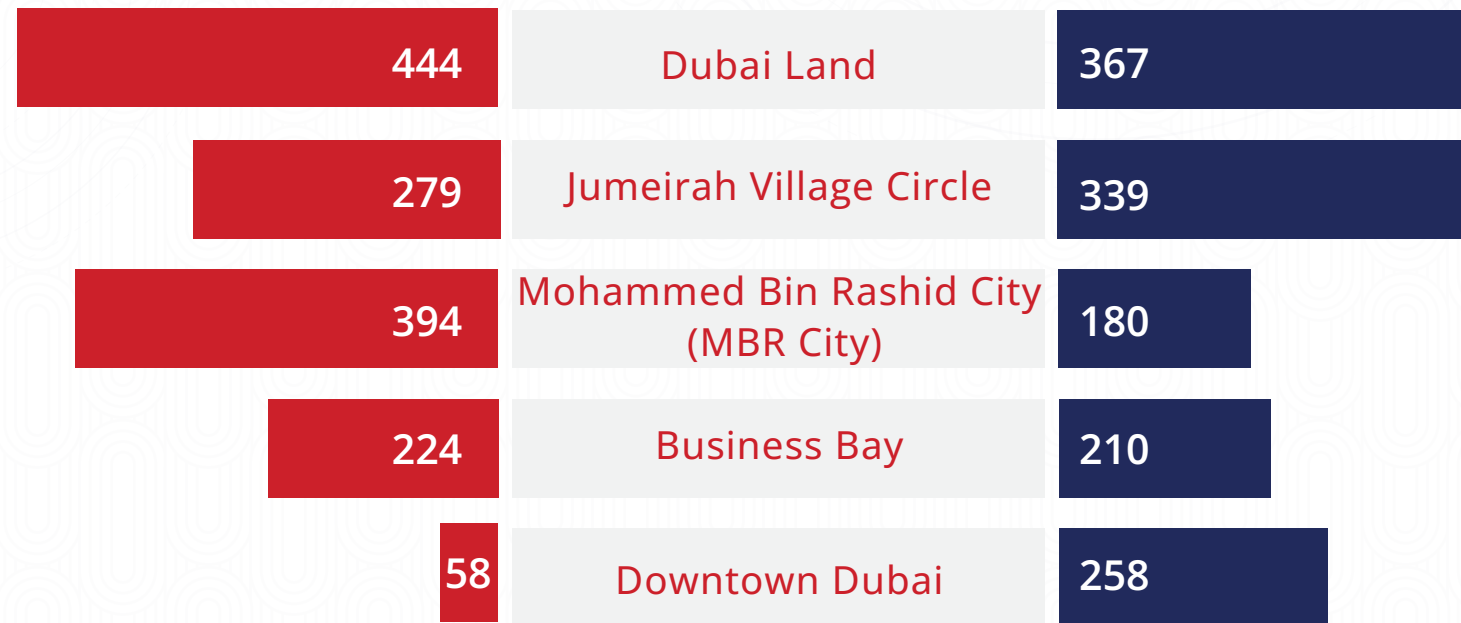 444 Dubai Land 367
279 Jumeirah Village Circle 339
394 Mohammed Bin Rashid City 180
(MBR City)
224 Business Bay 210
58 Downtown Dubai 258